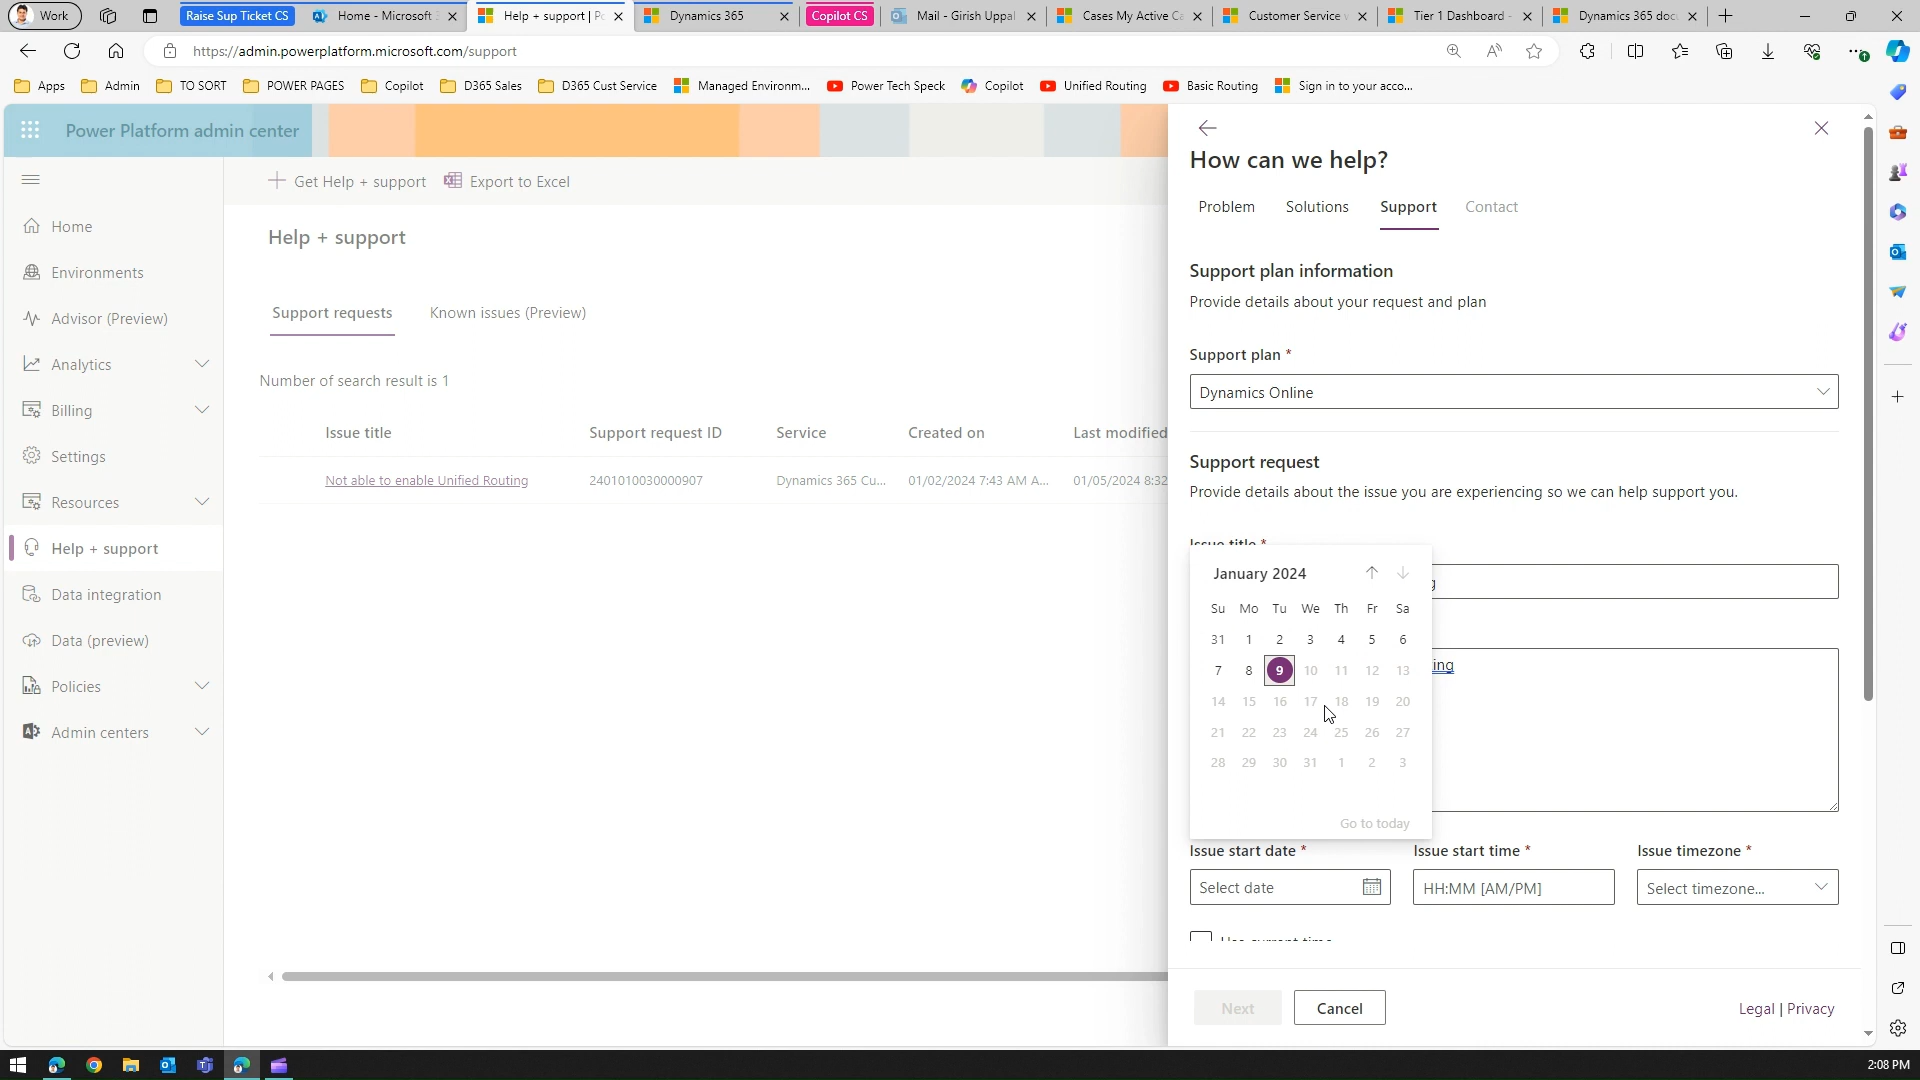 Work
Raise Sup Ticket CS
Home - Microsoft
Help + support | P
Dynamics 365
Copilot CS
Mail - Girish Uppal
Cases My Active C
Customer Service
Tier 1 Dashboard
Dynamics 365 doc
https://admin.powerplatform.microsoft.com/support
Apps
Admin
TO SORT
POWER PAGES
Copilot
D365 Sales
D365 Cust Service
Managed Environm...
Power Tech Speck
Copilot
Unified Routing
Basic Routing
Sign in to your acco...
Power Platform admin center
Home
Environments
Advisor (Preview)
Analytics
Billing
Settings
Resources
Help + support
Data integration
Data (preview)
Policies
Admin centers
Get Help + support
Export to Excel
Help + support
Support requests
Known issues (Preview)
Number of search result is 1
Issue title Support request ID Service Created on Last modified
Not able to enable Unified Routing 2401010030000907 Dynamics 365 Cu... 01/02/2024 7:43 AM A... 01/05/2024 8:32
How can we help?
Problem Solutions Support Contact
Support plan information
Provide details about your request and plan
Support plan *
Dynamics Online
Support request
Provide details about the issue you are experiencing so we can help support you.
Issue title *
g
ing
January 2024
Su Mo Tu We Th Fr Sa
31 1 2 3 4 5 6
7 8 9 10 11 12 13
14 15 16 17 18 19 20
21 22 23 24 25 26 27
28 29 30 31 1 2 3
Go to today
Issue start date * Issue start time * Issue timezone *
Select date HH:MM [AM/PM] Select timezone...
Use current time
Next
Cancel
Legal | Privacy
2:08 PM